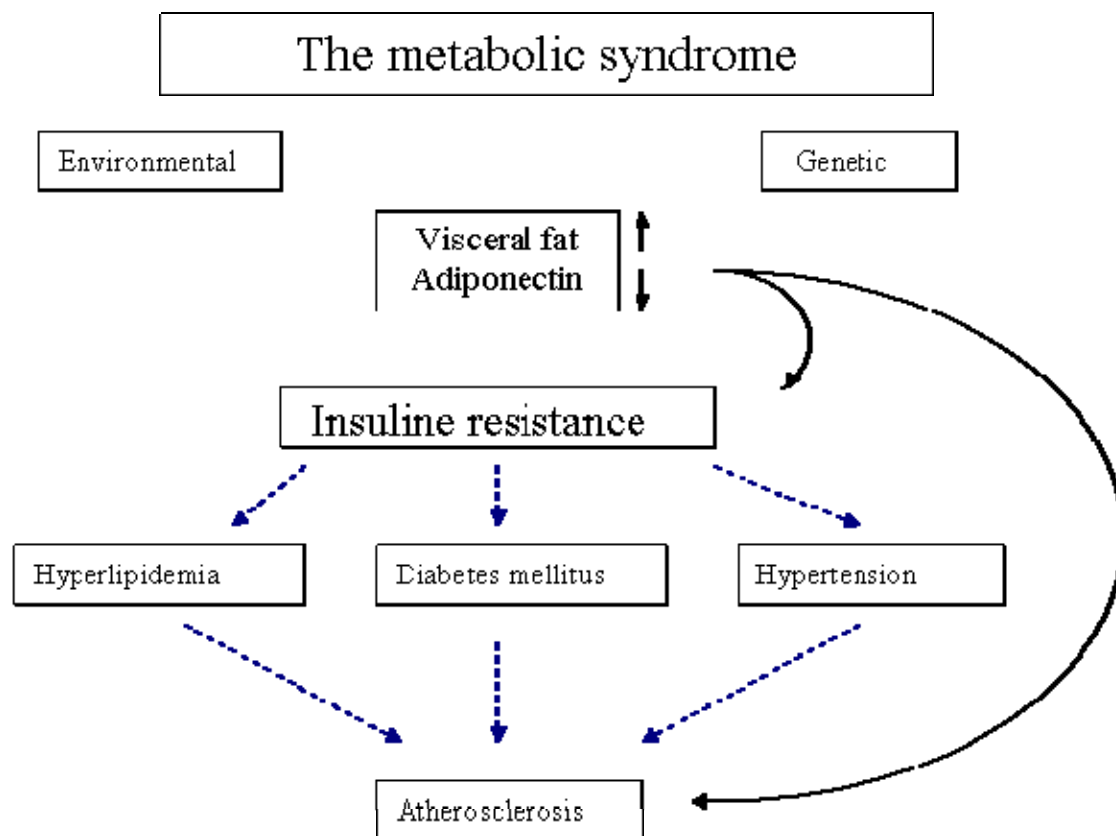 The metabolic syndrome
Environmental
Genetic
Visceral fat
Adiponectin
Insuline resistance
Hyperlipidemia
Diabetes mellitus
Hypertension
Atherosclerosis